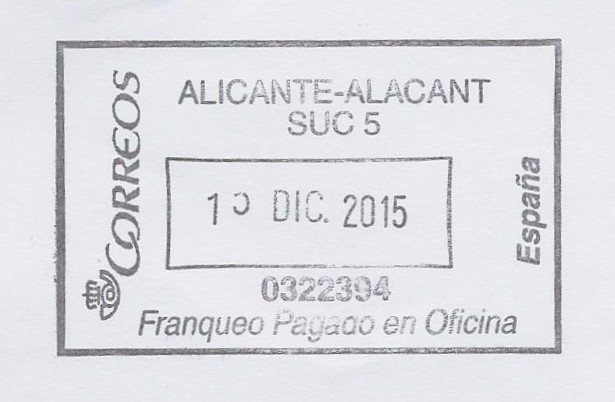 CORREOS
ALICANTE-ALACANT
SUC 5
DIC. 2015
0322394
Franqueo Pagado en Oficina
España